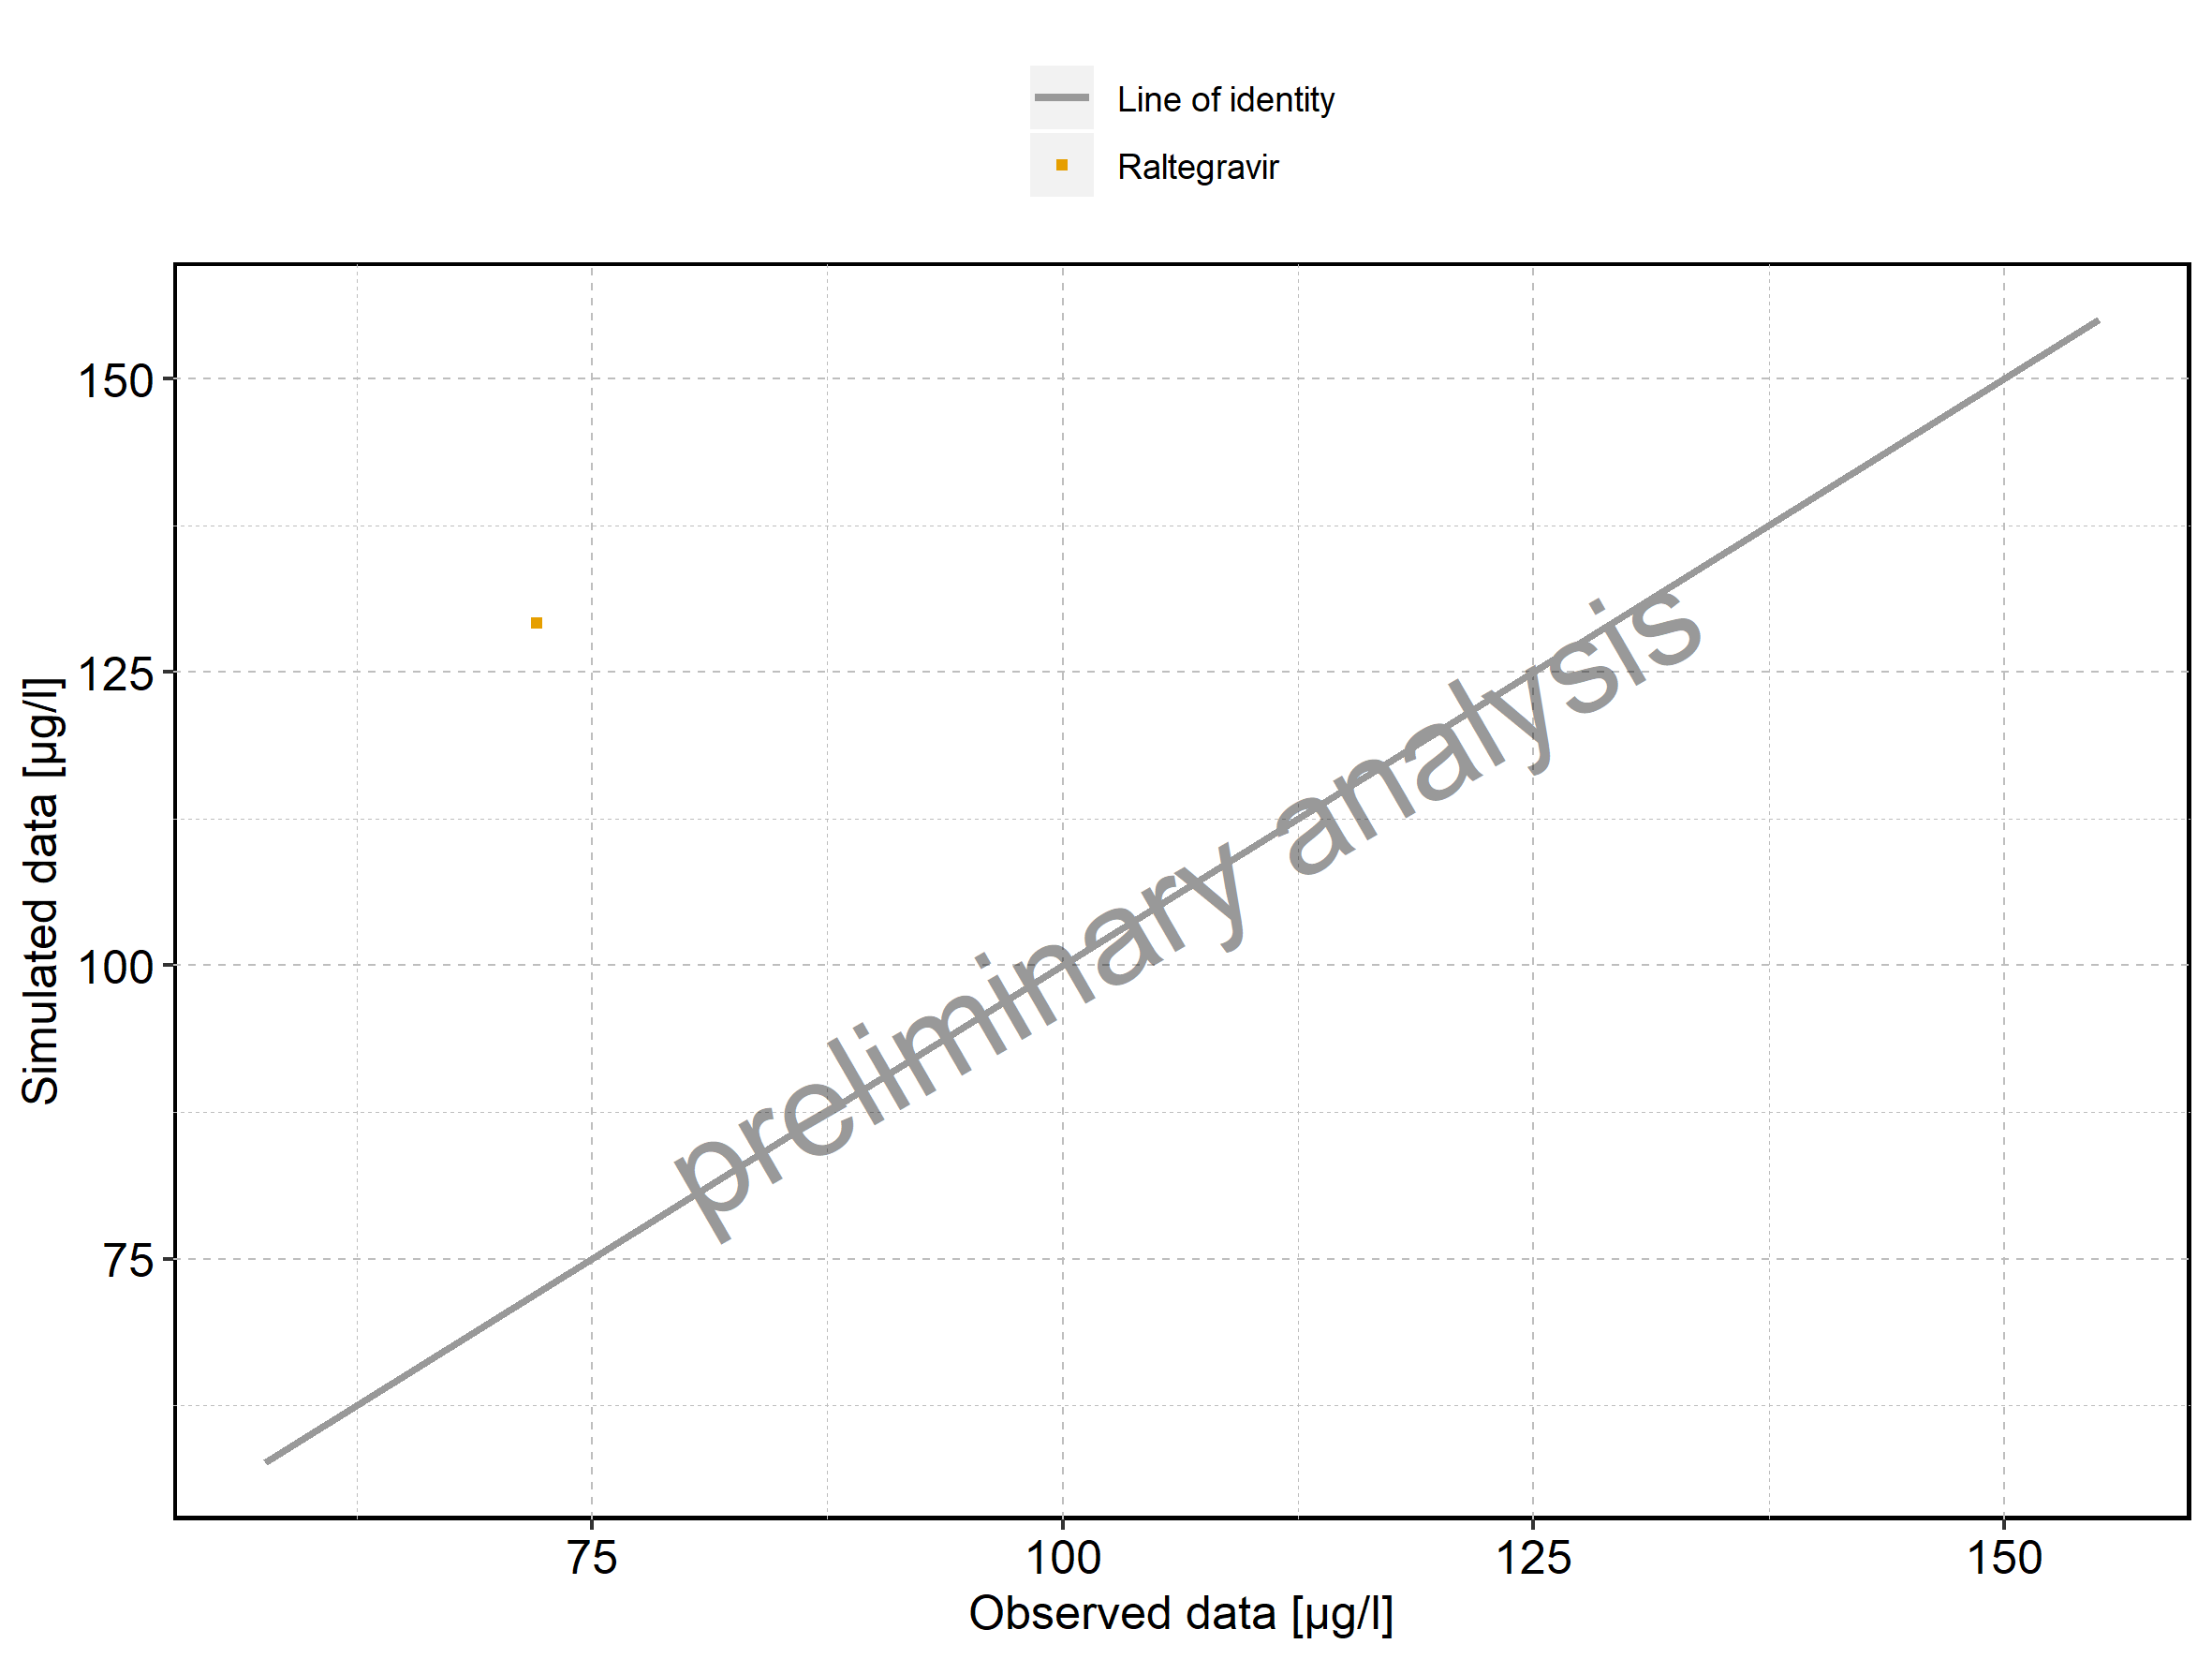 Line of identity
Raltegravir
150
125
100
75
Simulated data [µg/l]
preliminary analysis
75 100 125 150
Observed data [µg/l]